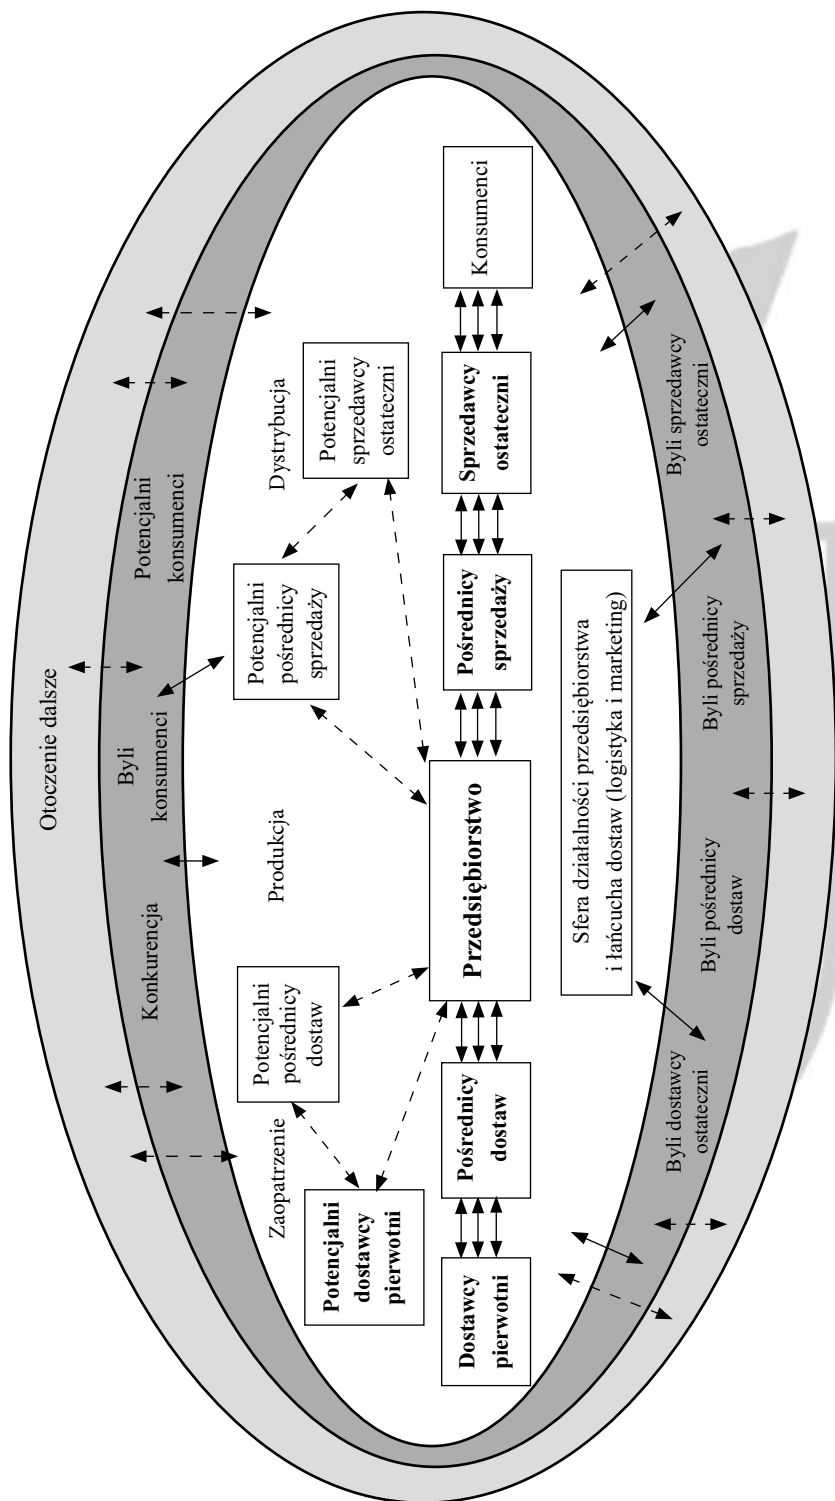 Otoczenie dalsze
Konkurencja
Byli
konsumenci
Potencjalni
konsumenci
Zaopatrzenie
Produkcja
Dystrybucja
Potencjalni
dostawcy
pierwotni
Potencjalni
pośrednicy
dostaw
Potencjalni
pośrednicy
sprzedaży
Potencjalni
sprzedawcy
ostateczni
Dostawcy
pierwotni
Pośrednicy
dostaw
Przedsiębiorstwo
Pośrednicy
sprzedaży
Sprzedawcy
ostateczni
Konsumenci
Sfera działalności przedsiębiorstwa
i łańcucha dostaw (logistyka i marketing)
Byli dostawcy
ostateczni
Byli pośrednicy
dostaw
Byli pośrednicy
sprzedaży
Byli sprzedawcy
ostateczni